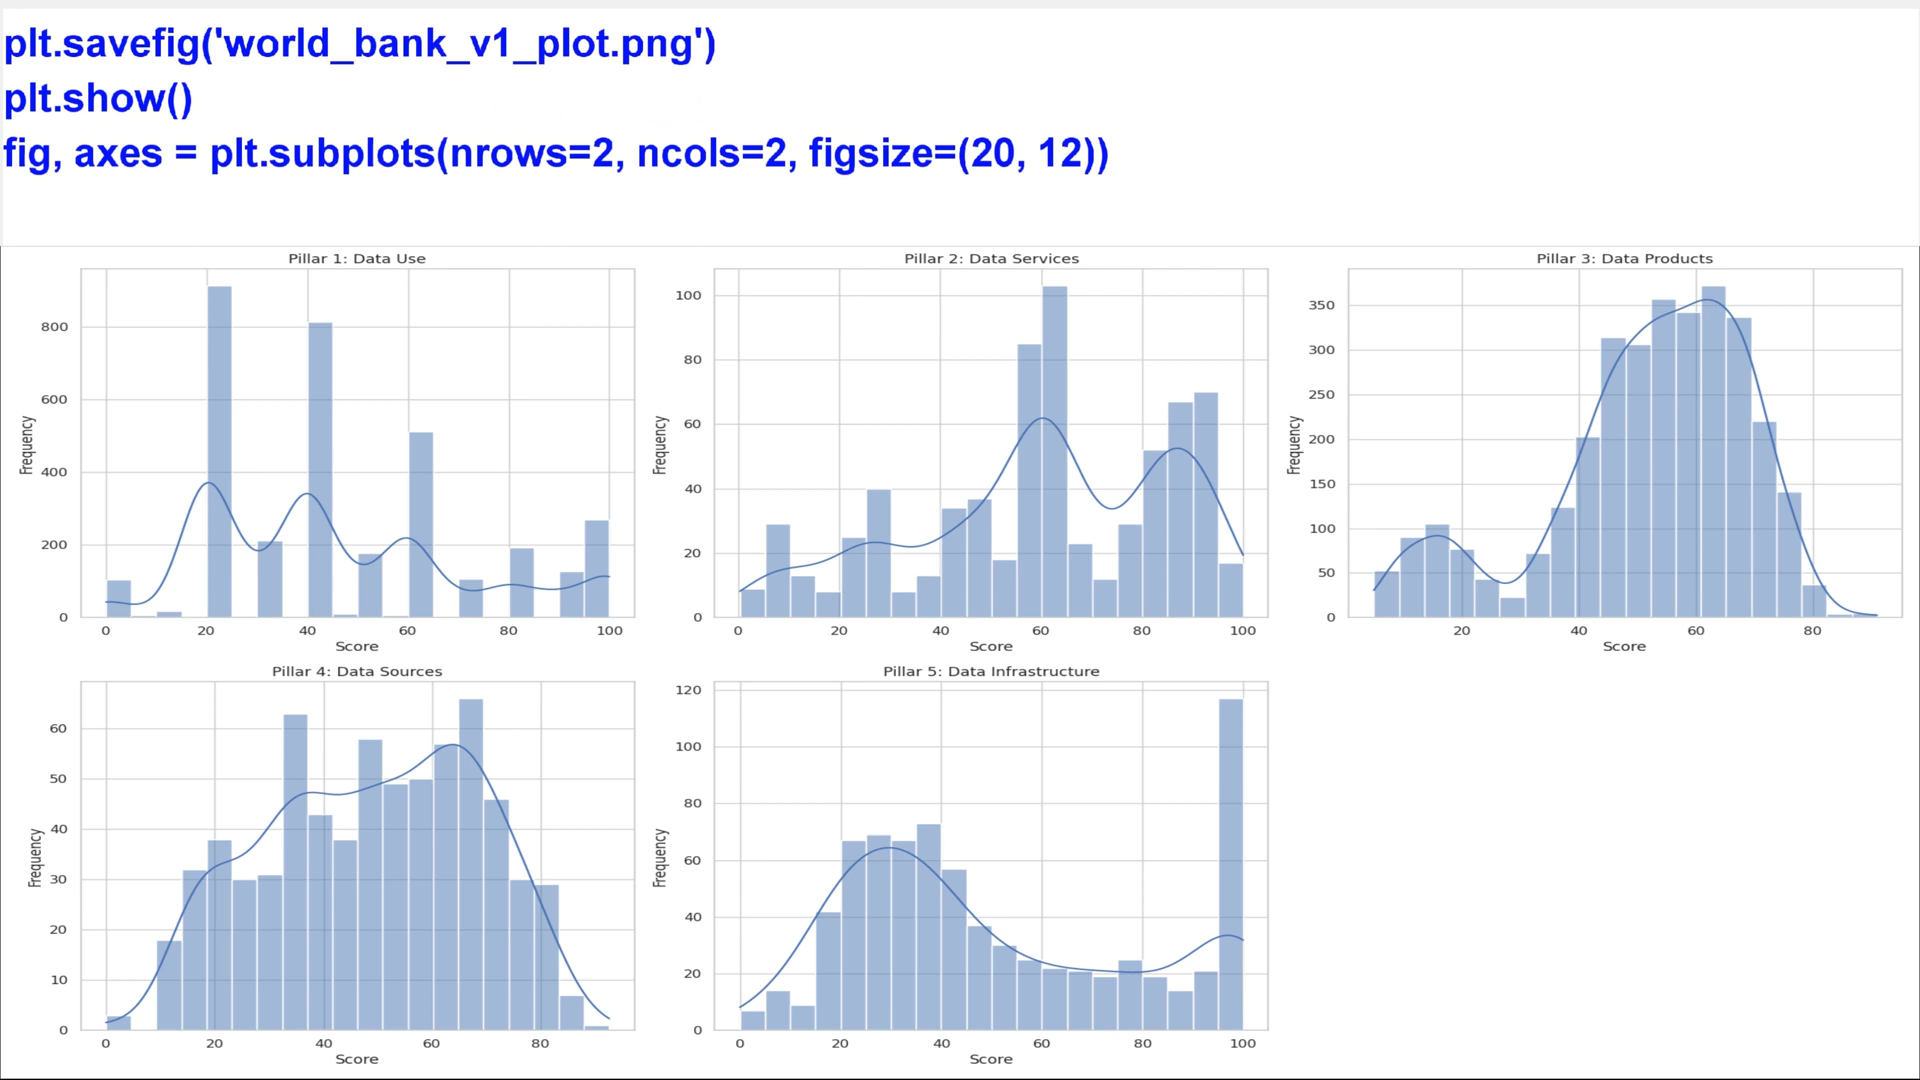 plt.savefig('world_bank_v1_plot.png')
plt.show()
fig, axes = plt.subplots(nrows=2, ncols=2, figsize=(20, 12))
Pillar 1: Data Use
Frequency
800
600
400
200
0
0 20 40 60 80 100
Score
Pillar 2: Data Services
Frequency
100
80
60
40
20
0
0 20 40 60 80 100
Score
Pillar 3: Data Products
Frequency
350
300
250
200
150
100
50
0
20 40 60 80
Score
Pillar 4: Data Sources
Frequency
60
50
40
30
20
10
0
0 20 40 60 80
Score
Pillar 5: Data Infrastructure
Frequency
120
100
80
60
40
20
0
0 20 40 60 80 100
Score